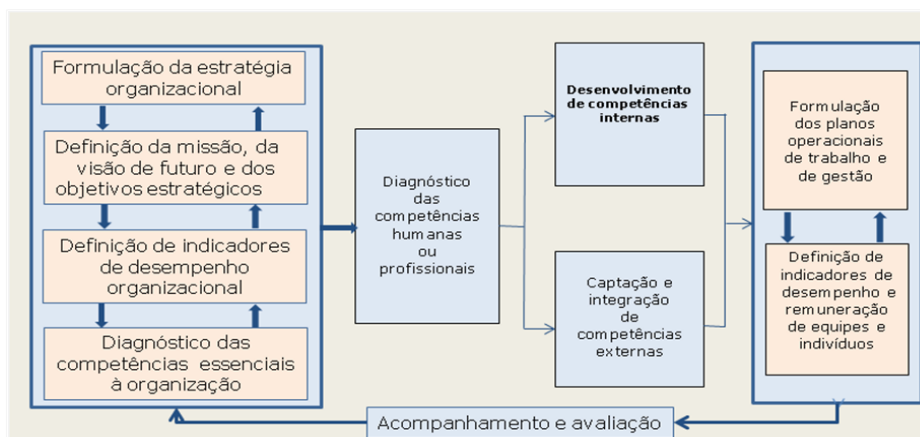 Formulação da estratégia
organizacional
Definição da missão, da
visão de futuro e dos
objetivos estratégicos
Definição de indicadores
de desempenho
organizacional
Diagnóstico das
competências essenciais
à organização
Diagnóstico
das
competências
humanas
ou
profissionais
Desenvolvimento
de competências
internas
Captação e
integração
de
competências
externas
Formulação
dos planos
operacionais
de trabalho e
de gestão
Definição de
indicadores de
desempenho e
remuneração
de equipes e
indivíduos
Acompanhamento e avaliação